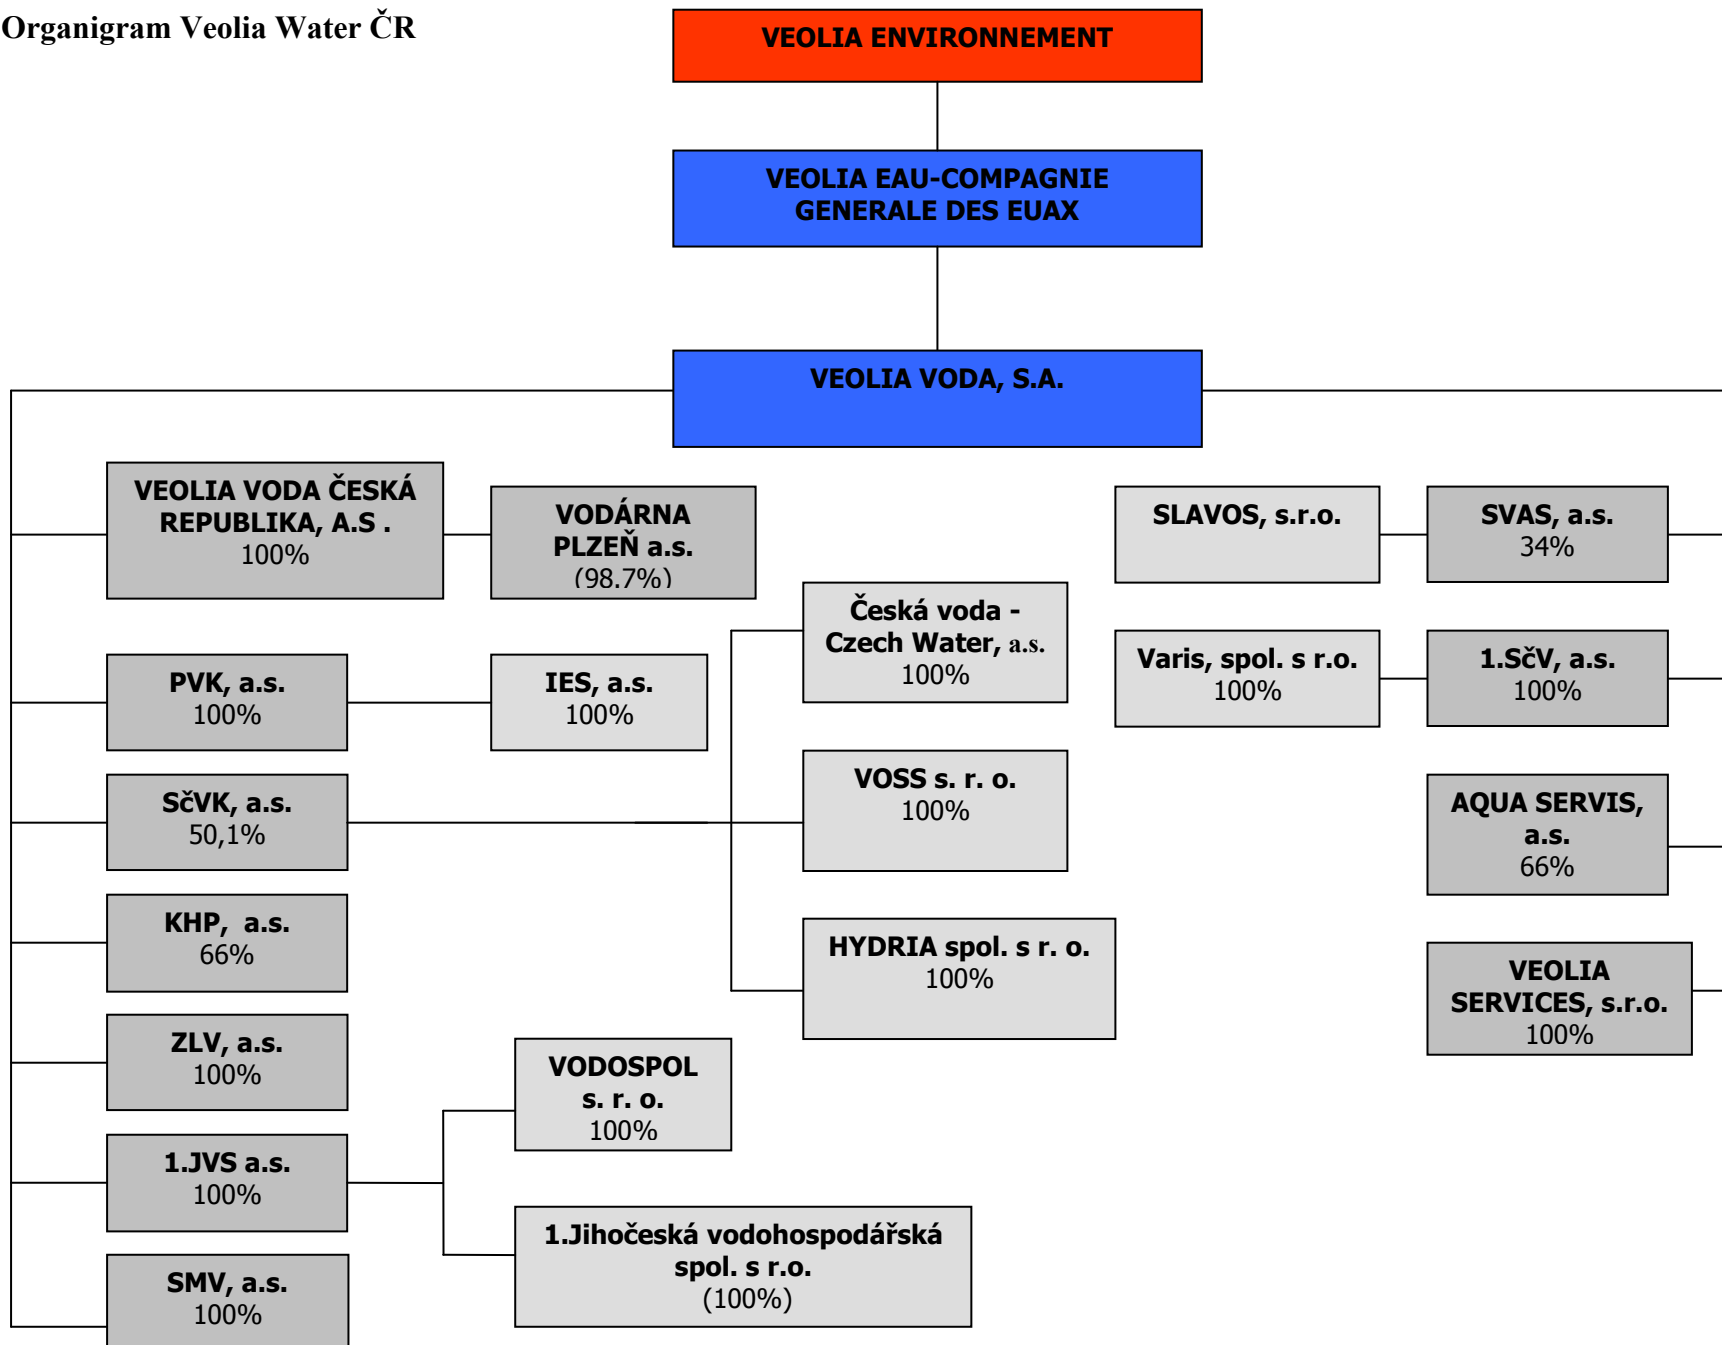 Organigram Veolia Water ČR
VEOLIA ENVIRONNEMENT
VEOLIA EAU-COMPAGNIE
GENERALE DES EUAX
VEOLIA VODA, S.A.
VEOLIA VODA ČESKÁ
REPUBLIKA, A.S .
100%
VODÁRNA
PLZEŇ a.s.
(98.7%)
SLAVOS, s.r.o.
SVAS, a.s.
34%
Česká voda -
Czech Water, a.s.
100%
Varis, spol. s r.o.
100%
1.SčV, a.s.
100%
PVK, a.s.
100%
IES, a.s.
100%
SčVK, a.s.
50,1%
VOSS s. r. o.
100%
AQUA SERVIS,
a.s.
66%
KHP, a.s.
66%
HYDRIA spol. s r. o.
100%
VEOLIA
SERVICES, s.r.o.
100%
ZLV, a.s.
100%
VODOSPOL
s. r. o.
100%
1.JVS a.s.
100%
1.Jihočeská vodohospodářská
spol. s r.o.
(100%)
SMV, a.s.
100%